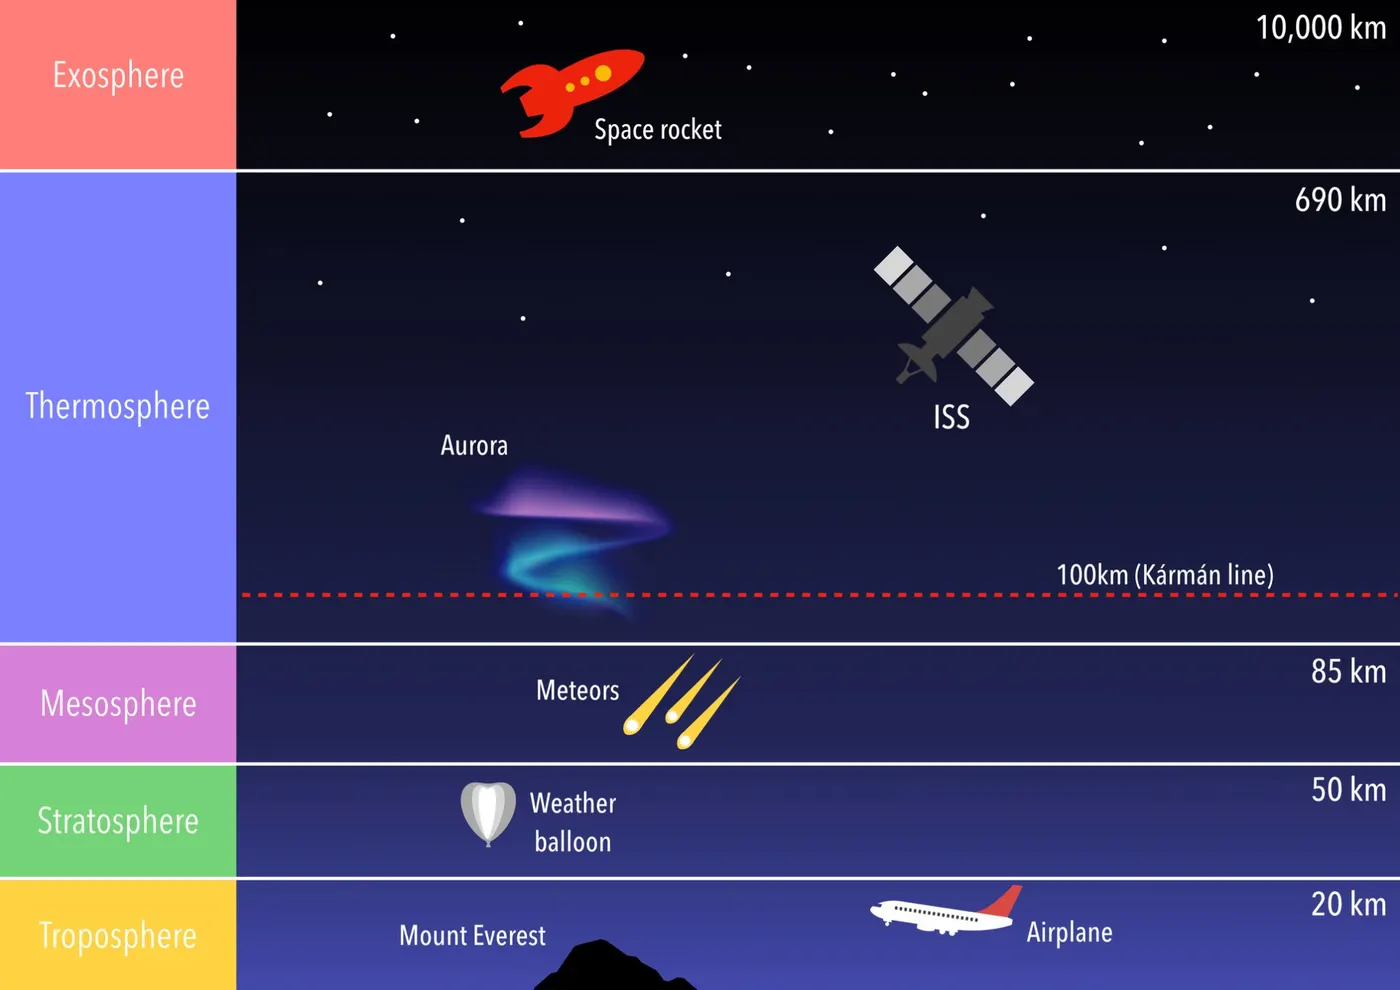 Exosphere
10,000 km
Space rocket
Thermosphere
690 km
ISS
Aurora
100km (Kármán line)
Mesosphere
85 km
Meteors
Stratosphere
50 km
Weather
balloon
Troposphere
20 km
Mount Everest
Airplane